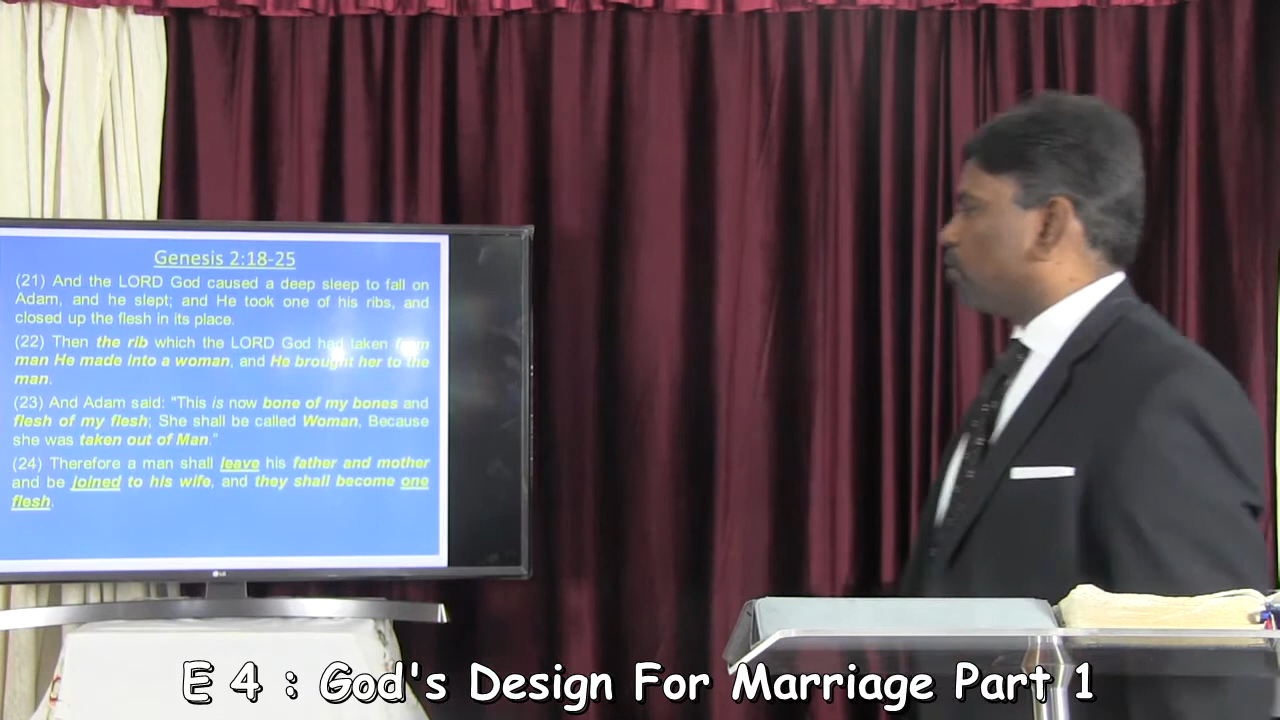 Genesis 2:18-25
(21) And the LORD God caused a deep sleep to fall on
Adam, and he slept; and He took one of his ribs, and
closed up the flesh in its place.
(22) Then the rib which the LORD God had taken from
man He made into a woman, and He brought her to the
man.
(23) And Adam said: "This is now bone of my bones and
flesh of my flesh; She shall be called Woman, Because
she was taken out of Man."
(24) Therefore a man shall leave his father and mother
and be joined to his wife, and they shall become one
flesh.
LG
E 4 : God's Design For Marriage Part 1